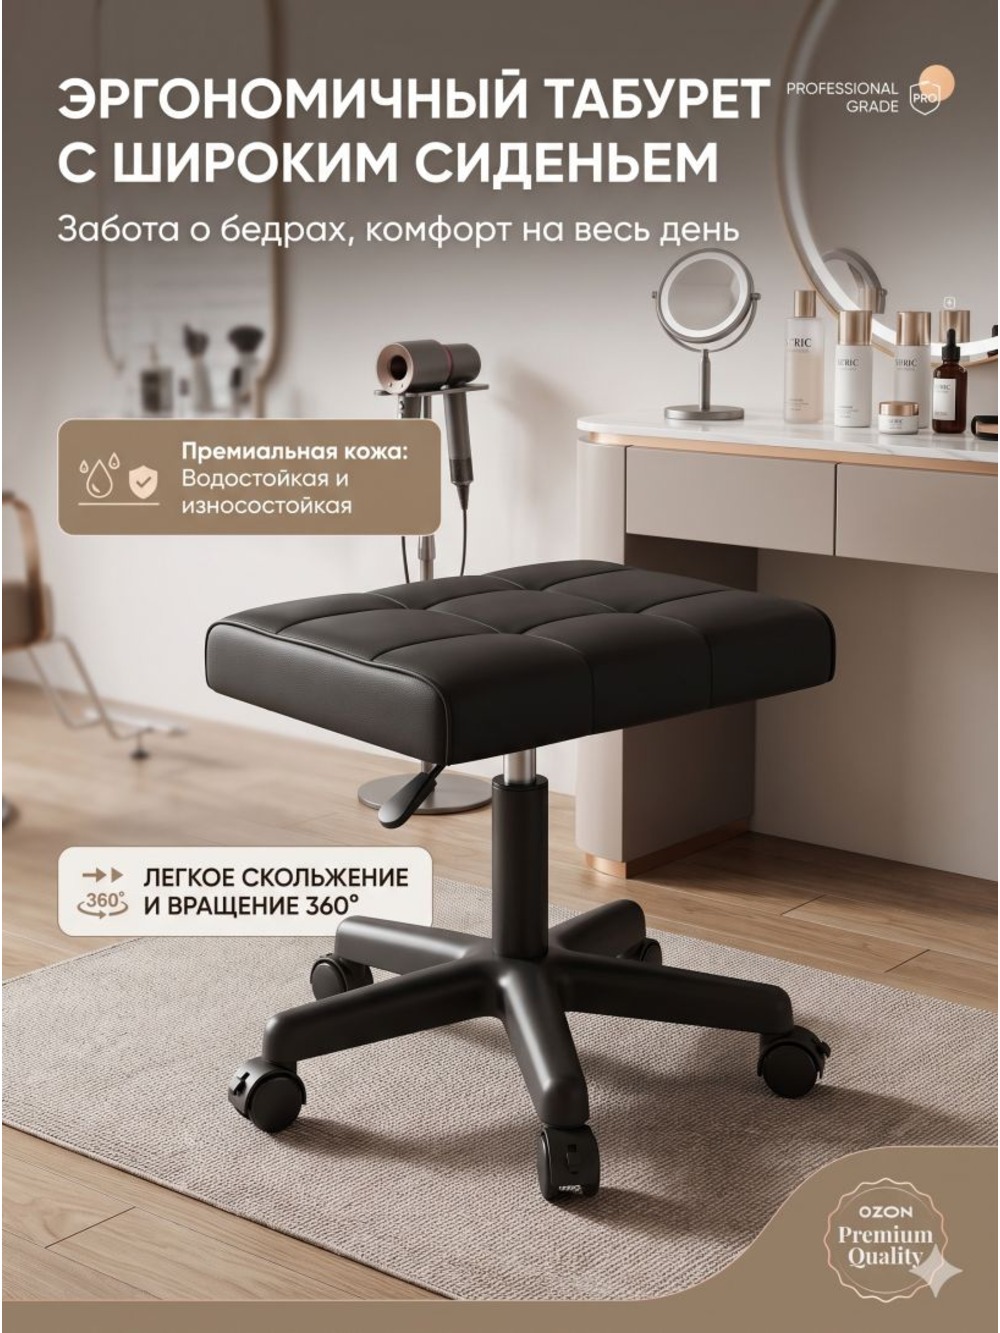 ЭРГОНОМИЧНЫЙ ТАБУРЕТ
С ШИРОКИМ СИДЕНЬЕМ
PROFESSIONAL
GRADE
PRO
Забота о бедрах, комфорт на весь день
Премиальная кожа:
Водостойкая и
износостойкая
360°
ЛЕГКОЕ СКОЛЬЖЕНИЕ
И ВРАЩЕНИЕ 360°
OZON
Premium
Quality